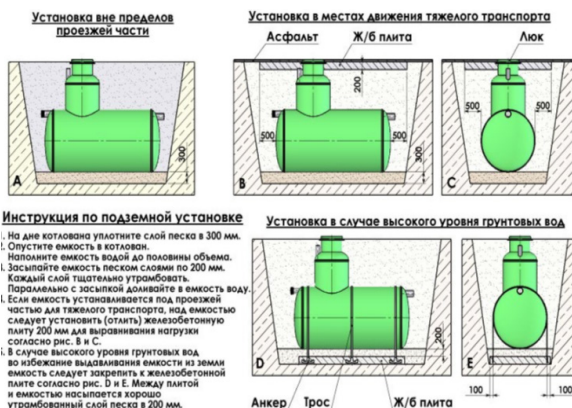 Установка вне пределов
проезжей части
Установка в местах движения тяжелого транспорта
Асфальт
Ж/б плита
Люк
200
500
500
500
500
300
300
A
B
C
Инструкция по подземной установке
. На дне котлована уплотните слой песка в 300 мм.
. Опустите емкость в котлован.
Наполните емкость водой до половины объема.
. Засыпайте емкость песком слоями по 200 мм.
Каждый слой тщательно утрамбовать.
Параллельно с засыпкой доливайте в емкость воду.
. Если емкость устанавливается под проезжей
частью для тяжелого транспорта, над емкостью
следует установить (отлить) железобетонную
плиту 200 мм для выравнивания нагрузки
согласно рис. B и C.
. В случае высокого уровня грунтовых вод
во избежание выдавливания емкости из земли
емкость следует закрепить к железобетонной
плите согласно рис. D и E. Между плитой
и емкостью насыпается хорошо
утрамбованный слой песка в 200 мм.
Установка в случае высокого уровня грунтовых вод
200
D
E
100
100
Анкер
Трос
Ж/б плита